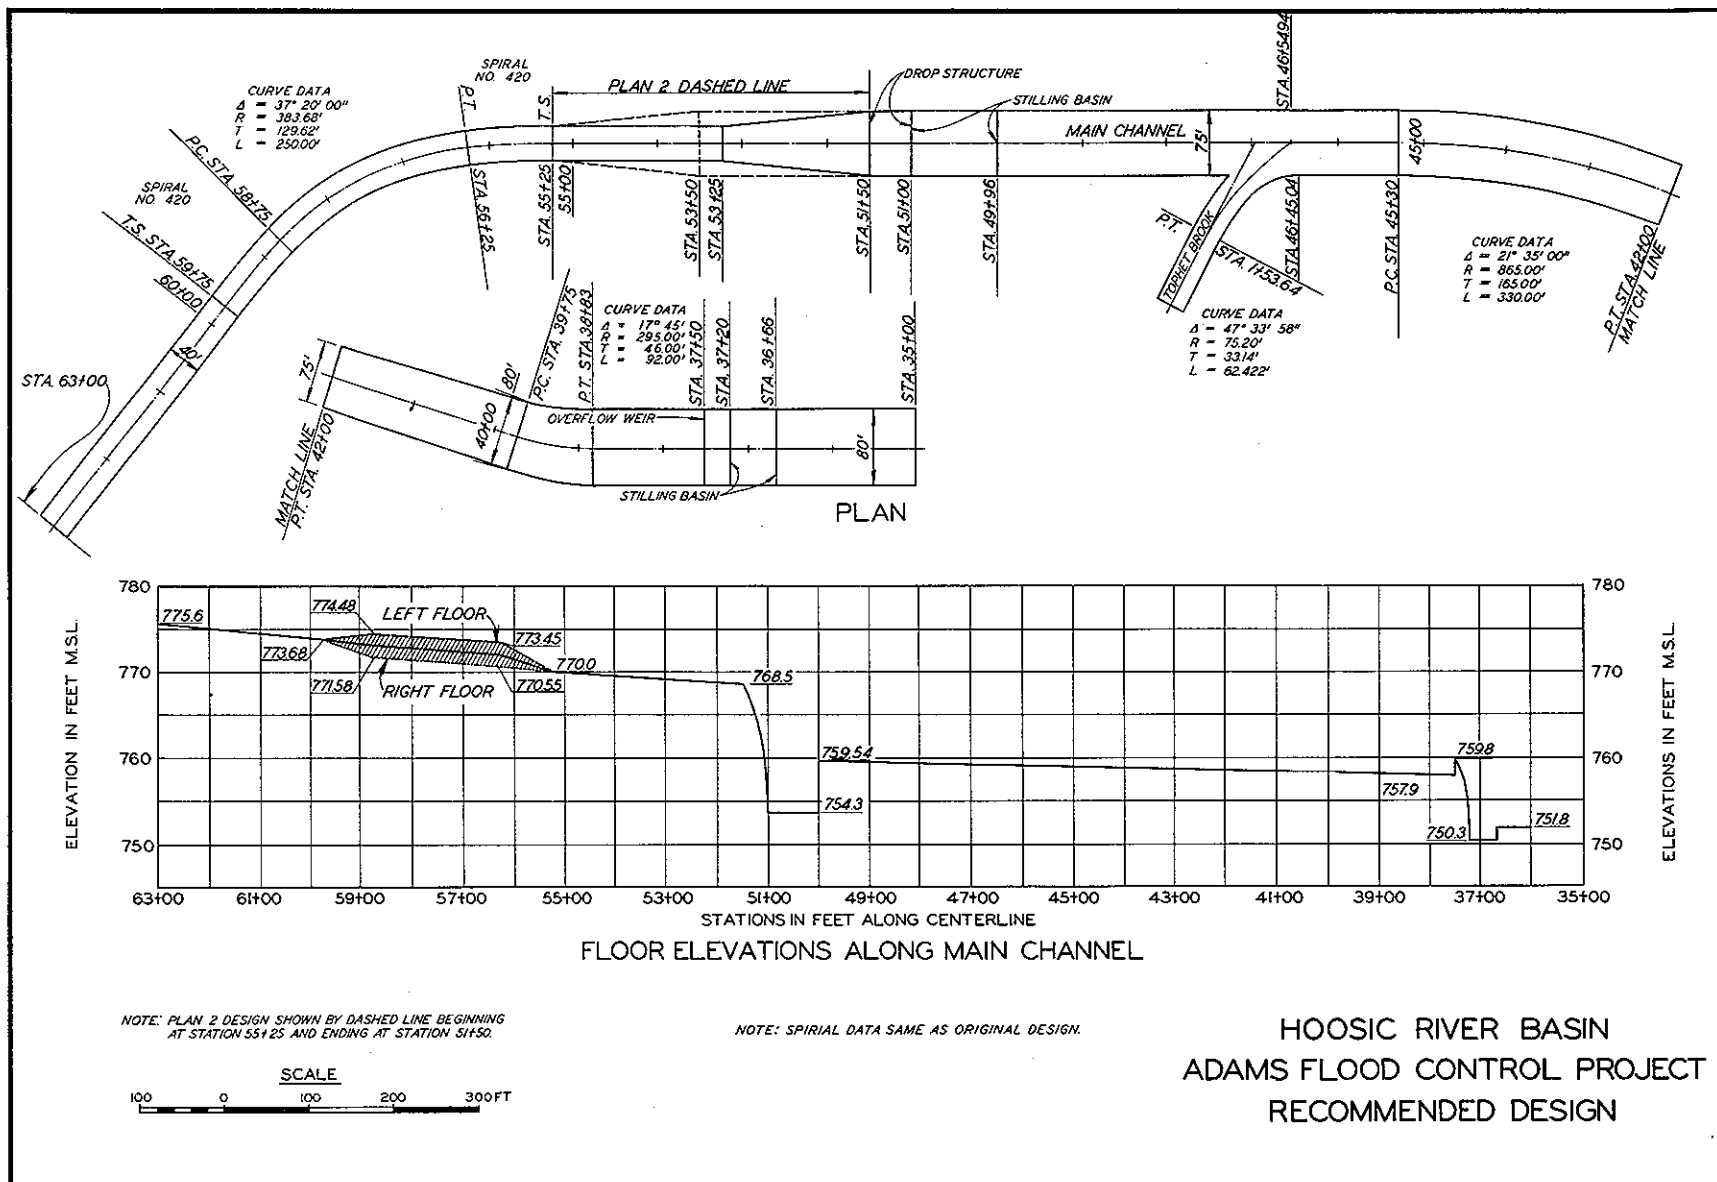 SPIRAL
NO. 420
CURVE DATA
Δ = 37° 20' 00"
R = 383.68'
T = 129.62'
L = 250.00'
P.T.
T.S.
PLAN 2 DASHED LINE
DROP STRUCTURE
STILLING BASIN
STA. 46+54.94
MAIN CHANNEL
75'
45+00
P.C. STA. 58+75
SPIRAL
NO. 420
T.S. STA. 59+75
60+00
STA. 56+25
STA. 55+25
55+00
STA. 53+50
STA. 53+25
STA. 51+50
STA. 51+00
STA. 49+96
TOPHET BROOK
P.T.
STA. 1+53.64
STA. 46+45.04
P.C. STA. 45+30
CURVE DATA
Δ = 21° 35' 00"
R = 865.00'
T = 165.00'
L = 330.00'
P.T. STA. 42+00
MATCH LINE
CURVE DATA
Δ = 47° 33' 58"
R = 75.20'
T = 33.14'
L = 62.422'
40'
STA. 63+00
75'
MATCH LINE
P.T. STA. 42+00
80'
40+00
P.C. STA. 39+75
P.T. STA. 38+83
CURVE DATA
Δ = 17° 45'
R = 295.00'
T = 46.00'
L = 92.00'
STA. 37+50
STA. 37+20
STA. 36+66
STA. 35+00
OVERFLOW WEIR
80'
STILLING BASIN
PLAN
ELEVATION IN FEET M.S.L.
780
770
760
750
775.6
774.48
LEFT FLOOR
773.45
773.68
771.58
RIGHT FLOOR
770.55
770.0
768.5
759.54
754.3
759.8
757.9
750.3
751.8
780
770
760
750
ELEVATIONS IN FEET M.S.L.
63+00 61+00 59+00 57+00 55+00 53+00 51+00 49+00 47+00 45+00 43+00 41+00 39+00 37+00 35+00
STATIONS IN FEET ALONG CENTERLINE
FLOOR ELEVATIONS ALONG MAIN CHANNEL
NOTE: PLAN 2 DESIGN SHOWN BY DASHED LINE BEGINNING
AT STATION 55+25 AND ENDING AT STATION 51+50.
NOTE: SPIRIAL DATA SAME AS ORIGINAL DESIGN.
SCALE
100 0 100 200 300 FT
HOOSIC RIVER BASIN
ADAMS FLOOD CONTROL PROJECT
RECOMMENDED DESIGN